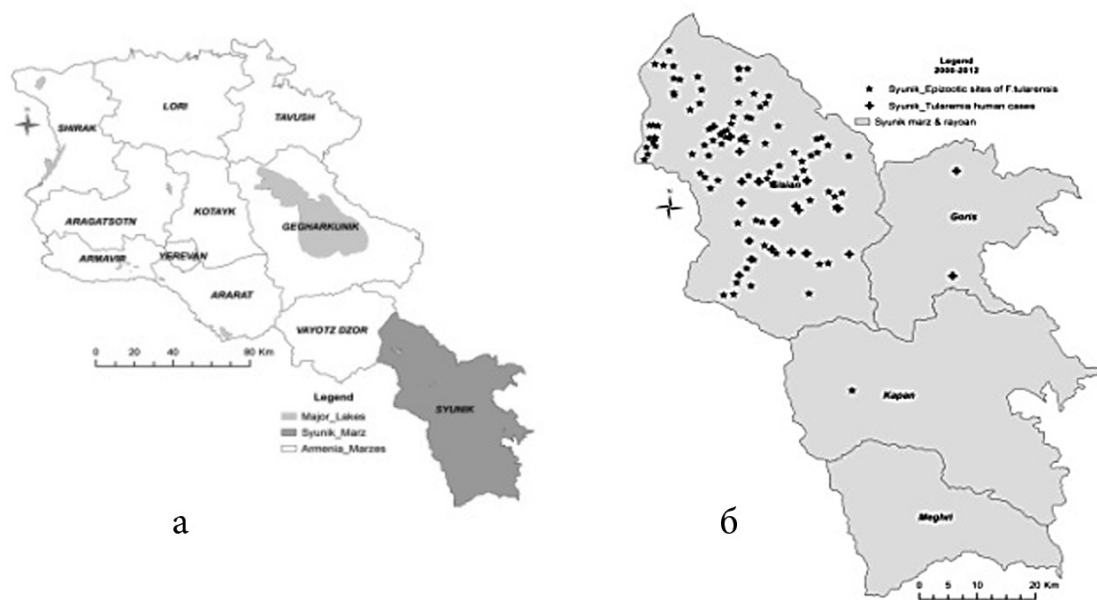 LORI
TAVUSH
SHIRAK
KOTAYK
ARAGATSOTN
GEGHARKUNIK
ARMAVIR
YEREVAN
ARARAT
VAYOTZ DZOR
SYUNIK
0 20 40 80 Km
Legend
Major_Lakes
Syunik_Marz
Armenia_Marzes
а
Legend
Syunik_Epizootic sites of F.tularensis
Syunik_Tularemia human cases
Syunik marz & rayoan
Sisian
Goris
Kapan
Meghri
0 5 10 20 Km
б